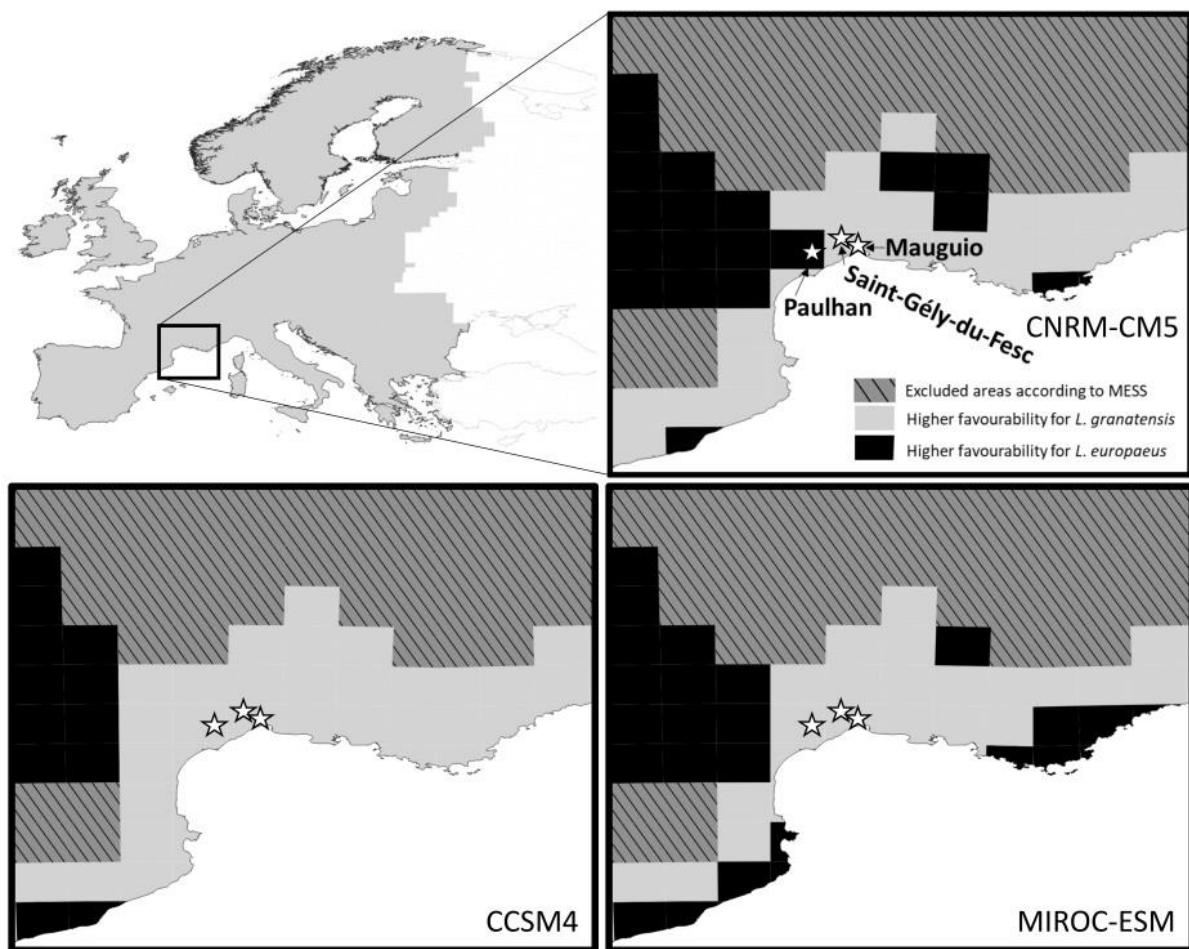 Mauguio
Saint-Gély-du-Fesc
Paulhan
CNRM-CM5
Excluded areas according to MESS
Higher favourability for L. granatensis
Higher favourability for L. europaeus
CCSM4
MIROC-ESM